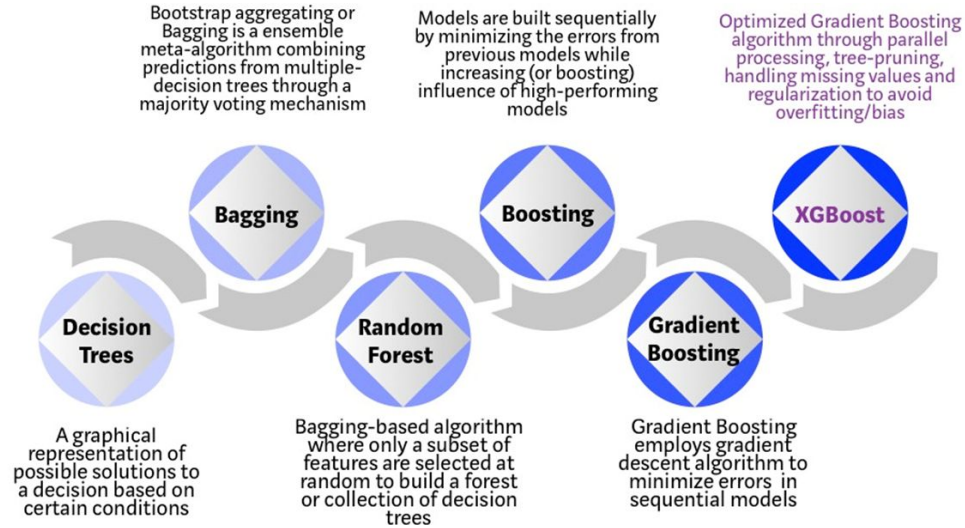 Bootstrap aggregating or
Bagging is a ensemble
meta-algorithm combining
predictions from multiple-
decision trees through a
majority voting mechanism
Models are built sequentially
by minimizing the errors from
previous models while
increasing (or boosting)
influence of high-performing
models
Optimized Gradient Boosting
algorithm through parallel
processing, tree-pruning,
handling missing values and
regularization to avoid
overfitting/bias
Bagging
Boosting
XGBoost
Decision
Trees
Random
Forest
Gradient
Boosting
A graphical
representation of
possible solutions to
a decision based on
certain conditions
Bagging-based algorithm
where only a subset of
features are selected at
random to build a forest
or collection of decision
trees
Gradient Boosting
employs gradient
descent algorithm to
minimize errors in
sequential models